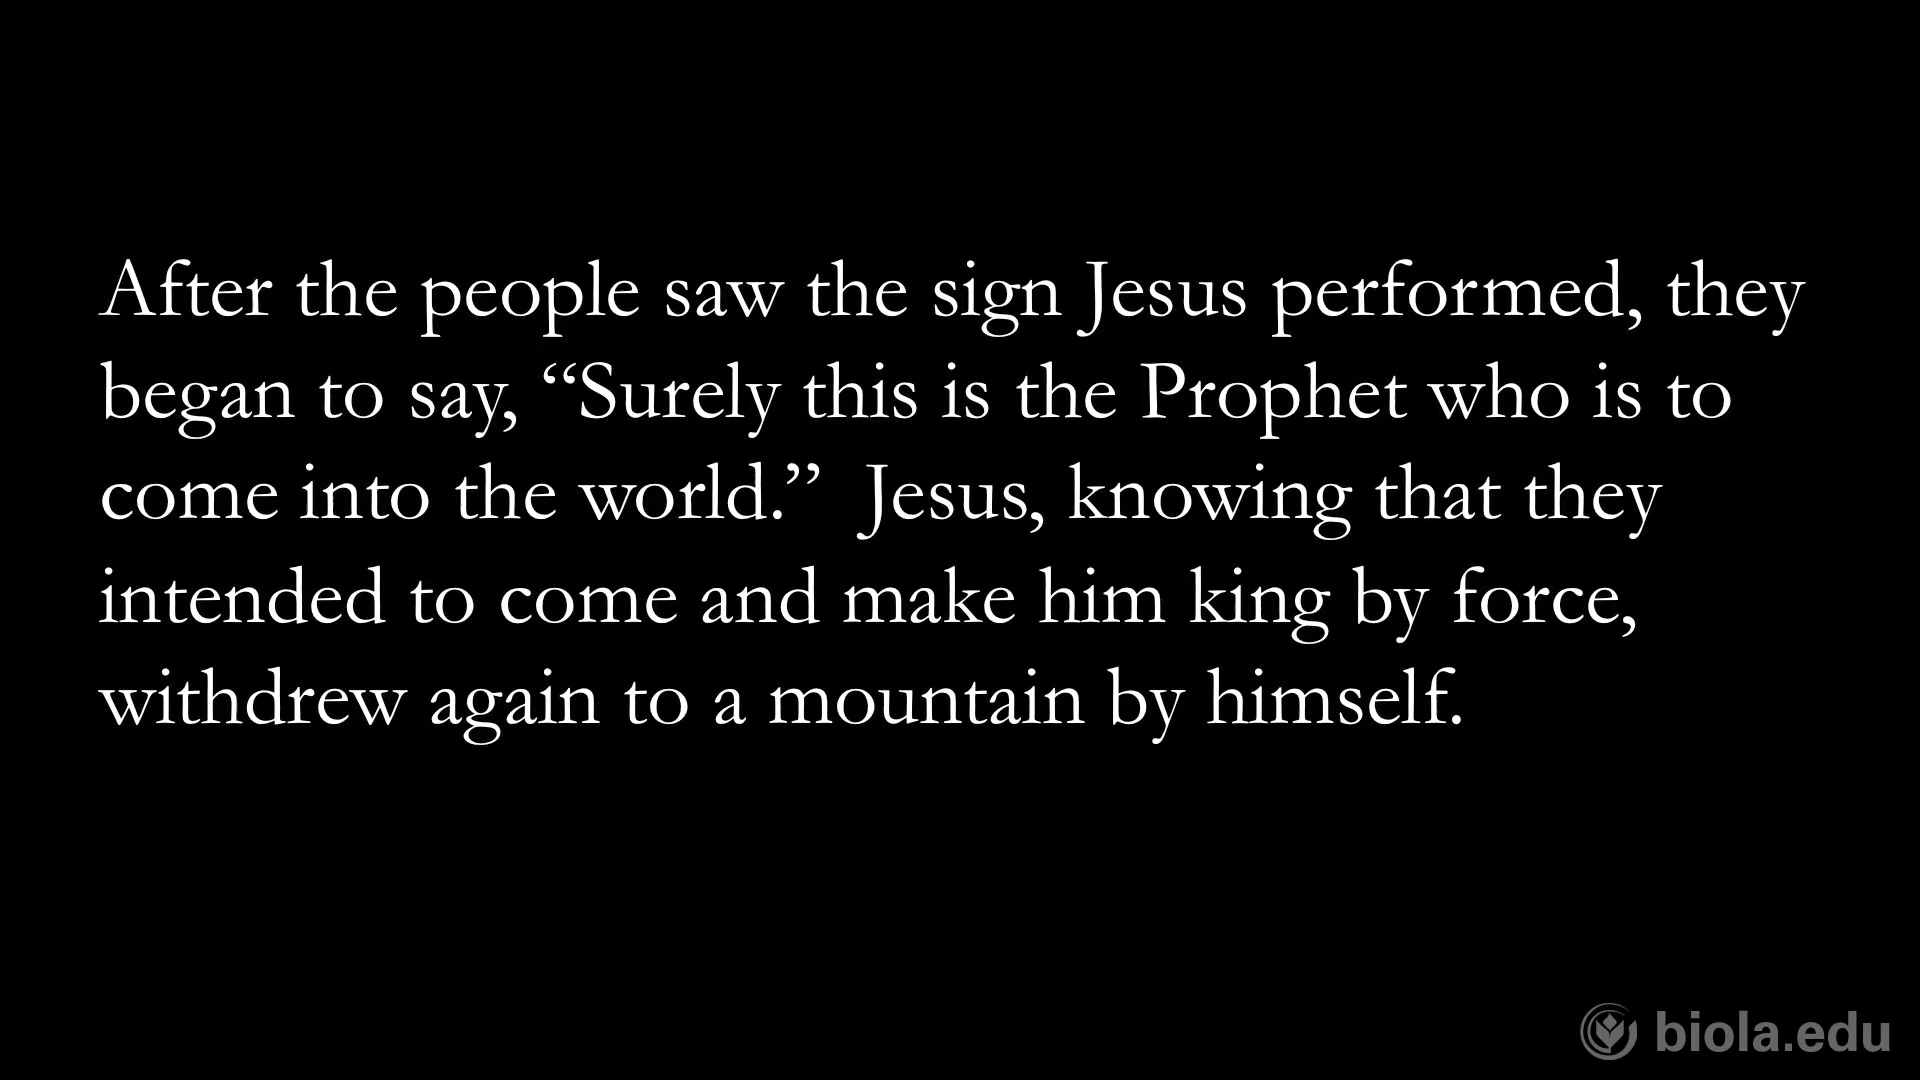 After the people saw the sign Jesus performed, they
began to say, “Surely this is the Prophet who is to
come into the world.”  Jesus, knowing that they
intended to come and make him king by force,
withdrew again to a mountain by himself.
biola.edu